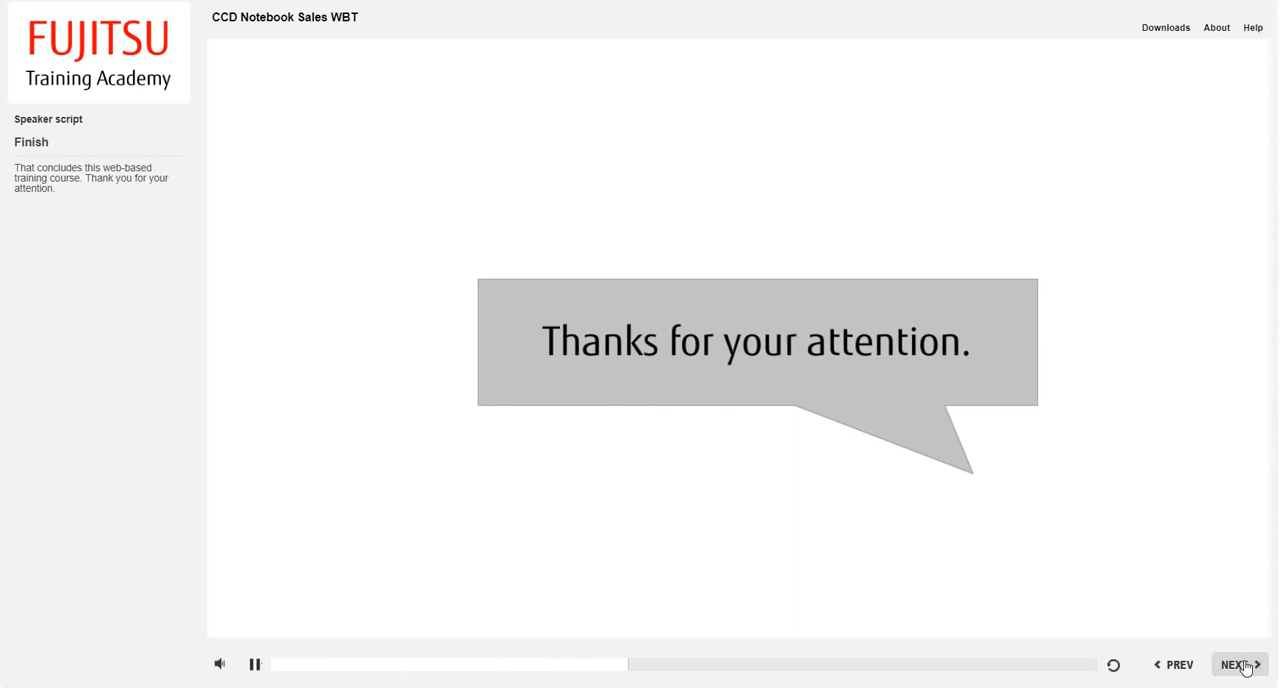 FUJITSU
Training Academy
CCD Notebook Sales WBT
Downloads About Help
Speaker script
Finish
That concludes this web-based
training course. Thank you for your
attention.
Thanks for your attention.
PREV
NEXT